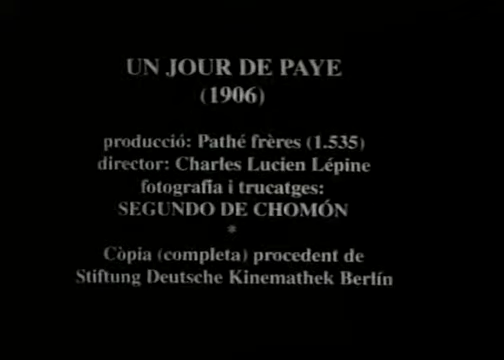 UN JOUR DE PAYE
(1906)
producció: Pathé frères (1.535)
director: Charles Lucien Lépine
fotografia i trucatges:
SEGUNDO DE CHOMÓN
*
Còpia (completa) procedent de
Stiftung Deutsche Kinemathek Berlín